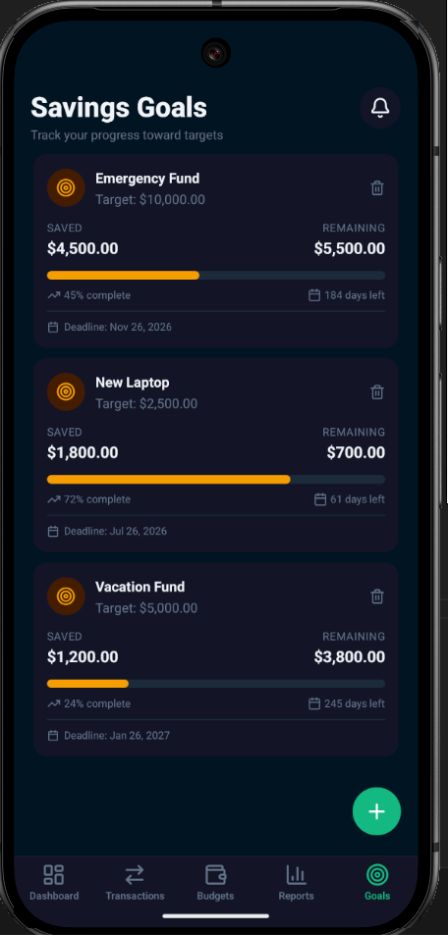 Savings Goals
Track your progress toward targets
Emergency Fund
Target: $10,000.00
SAVED REMAINING
$4,500.00 $5,500.00
45% complete 184 days left
Deadline: Nov 26, 2026
New Laptop
Target: $2,500.00
SAVED REMAINING
$1,800.00 $700.00
72% complete 61 days left
Deadline: Jul 26, 2026
Vacation Fund
Target: $5,000.00
SAVED REMAINING
$1,200.00 $3,800.00
24% complete 245 days left
Deadline: Jan 26, 2027
Dashboard Transactions Budgets Reports Goals